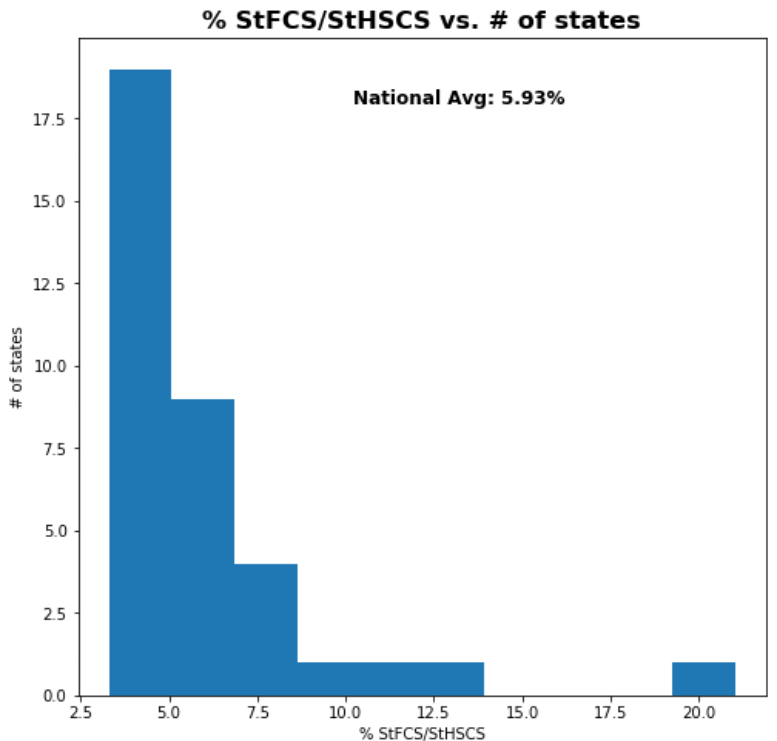 % StFCS/StHSCS vs. # of states
National Avg: 5.93%
17.5
15.0
12.5
10.0
7.5
5.0
2.5
0.0
# of states
2.5 5.0 7.5 10.0 12.5 15.0 17.5 20.0
% StFCS/StHSCS